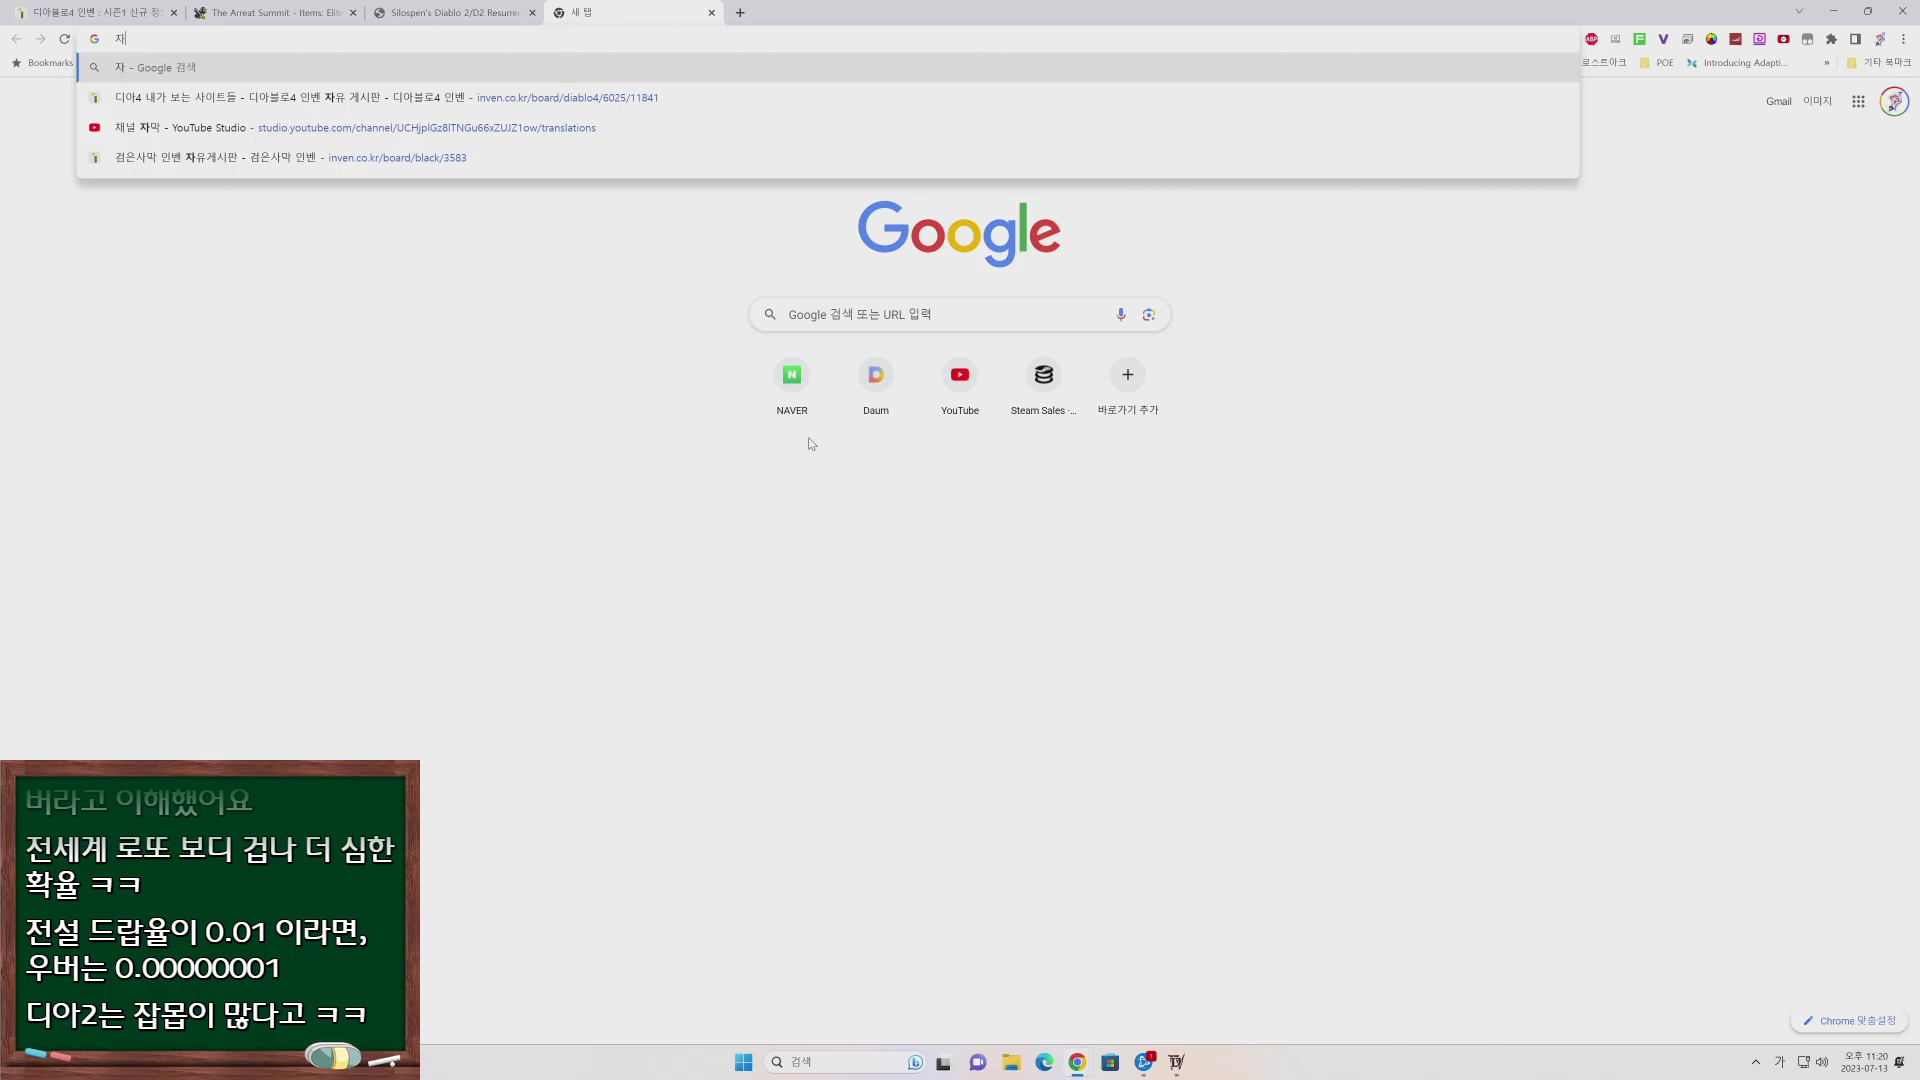 디아블로4 인벤 : 시즌1 신규 정
The Arreat Summit - Items: Elite
Silospen's Diablo 2/D2 Resurrec
새 탭
재
Bookmarks
로스트아크
POE
Introducing Adapti...
»
기타 북마크
자 - Google 검색
디아4 내가 보는 사이트들 - 디아블로4 인벤 자유 게시판 - 디아블로4 인벤 - inven.co.kr/board/diablo4/6025/11841
채널 자막 - YouTube Studio - studio.youtube.com/channel/UCHjplGz8lTNGu66xZUJZ1ow/translations
검은사막 인벤 자유게시판 - 검은사막 인벤 - inven.co.kr/board/black/3583
Gmail 이미지
Google
Google 검색 또는 URL 입력
NAVER
Daum
YouTube
Steam Sales ·...
바로가기 추가
버라고 이해했어요
전세계 로또 보디 겁나 더 심한
확율 ㅋㅋ
전설 드랍율이 0.01 이라면,
우버는 0.00000001
디아2는 잡몹이 많다고 ㅋㅋ
Chrome 맞춤설정
검색
가
오후 11:20
2023-07-13